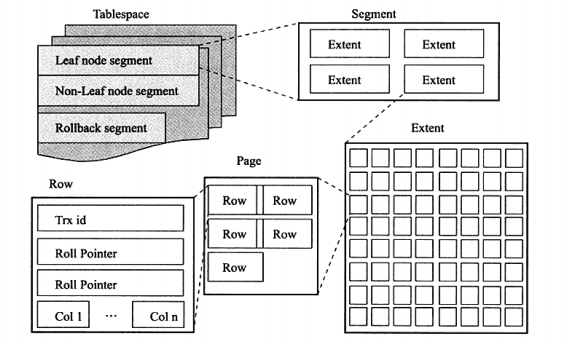 Tablespace
Leaf node segment
Non-Leaf node segment
Rollback segment
Segment
Extent Extent
Extent Extent
Extent
Page
Row Row
Row Row
Row
Row
Trx id
Roll Pointer
Roll Pointer
Col 1 ··· Col n